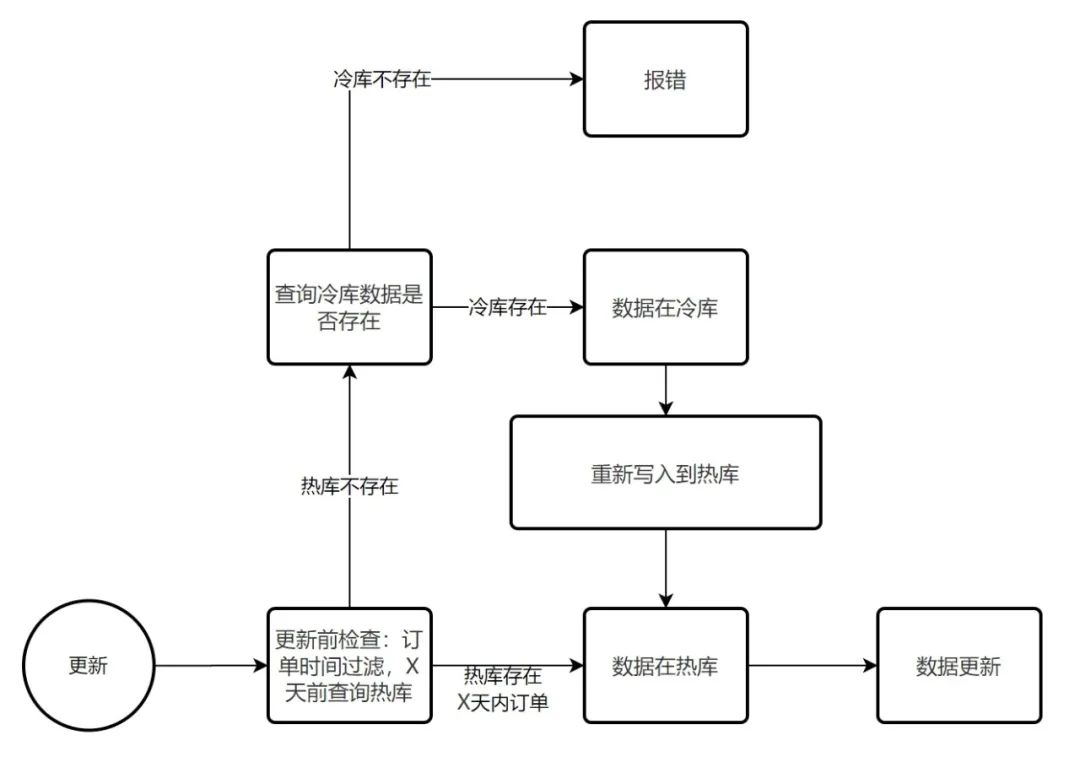 冷库不存在
报错
查询冷库数据是
否存在
冷库存在
数据在冷库
重新写入到热库
热库不存在
更新
更新前检查：订
单时间过滤，X
天前查询热库
热库存在
X天内订单
数据在热库
数据更新